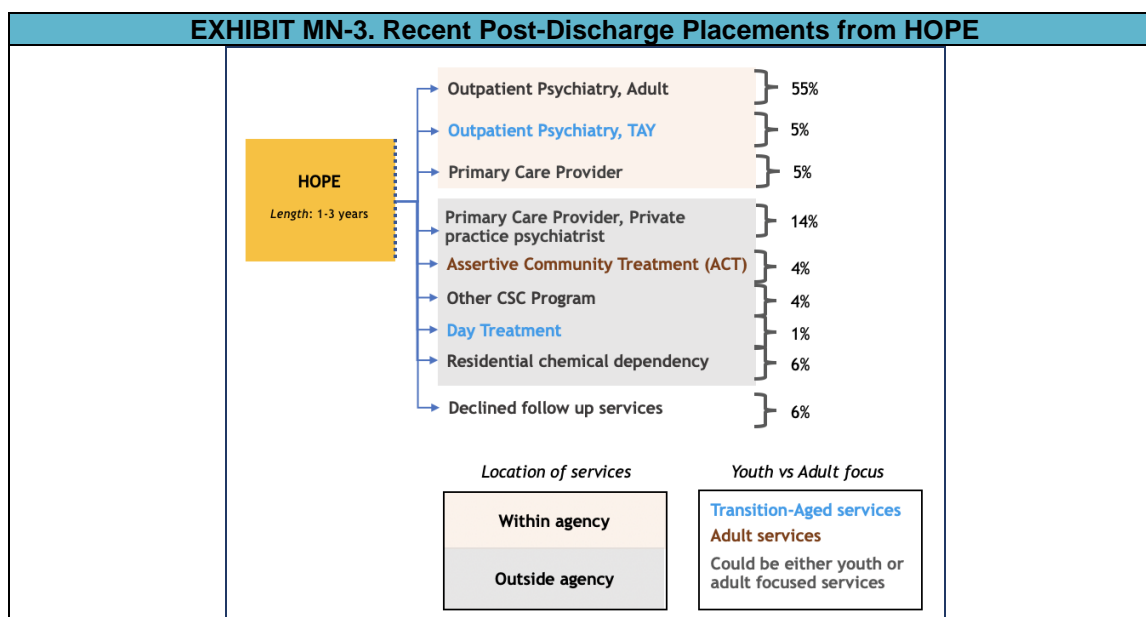 EXHIBIT MN-3. Recent Post-Discharge Placements from HOPE
HOPE
Length: 1-3 years
Outpatient Psychiatry, Adult
55%
Outpatient Psychiatry, TAY
5%
Primary Care Provider
5%
Primary Care Provider, Private
practice psychiatrist
14%
Assertive Community Treatment (ACT)
4%
Other CSC Program
4%
Day Treatment
1%
Residential chemical dependency
6%
Declined follow up services
6%
Location of services
Within agency
Outside agency
Youth vs Adult focus
Transition-Aged services
Adult services
Could be either youth or
adult focused services